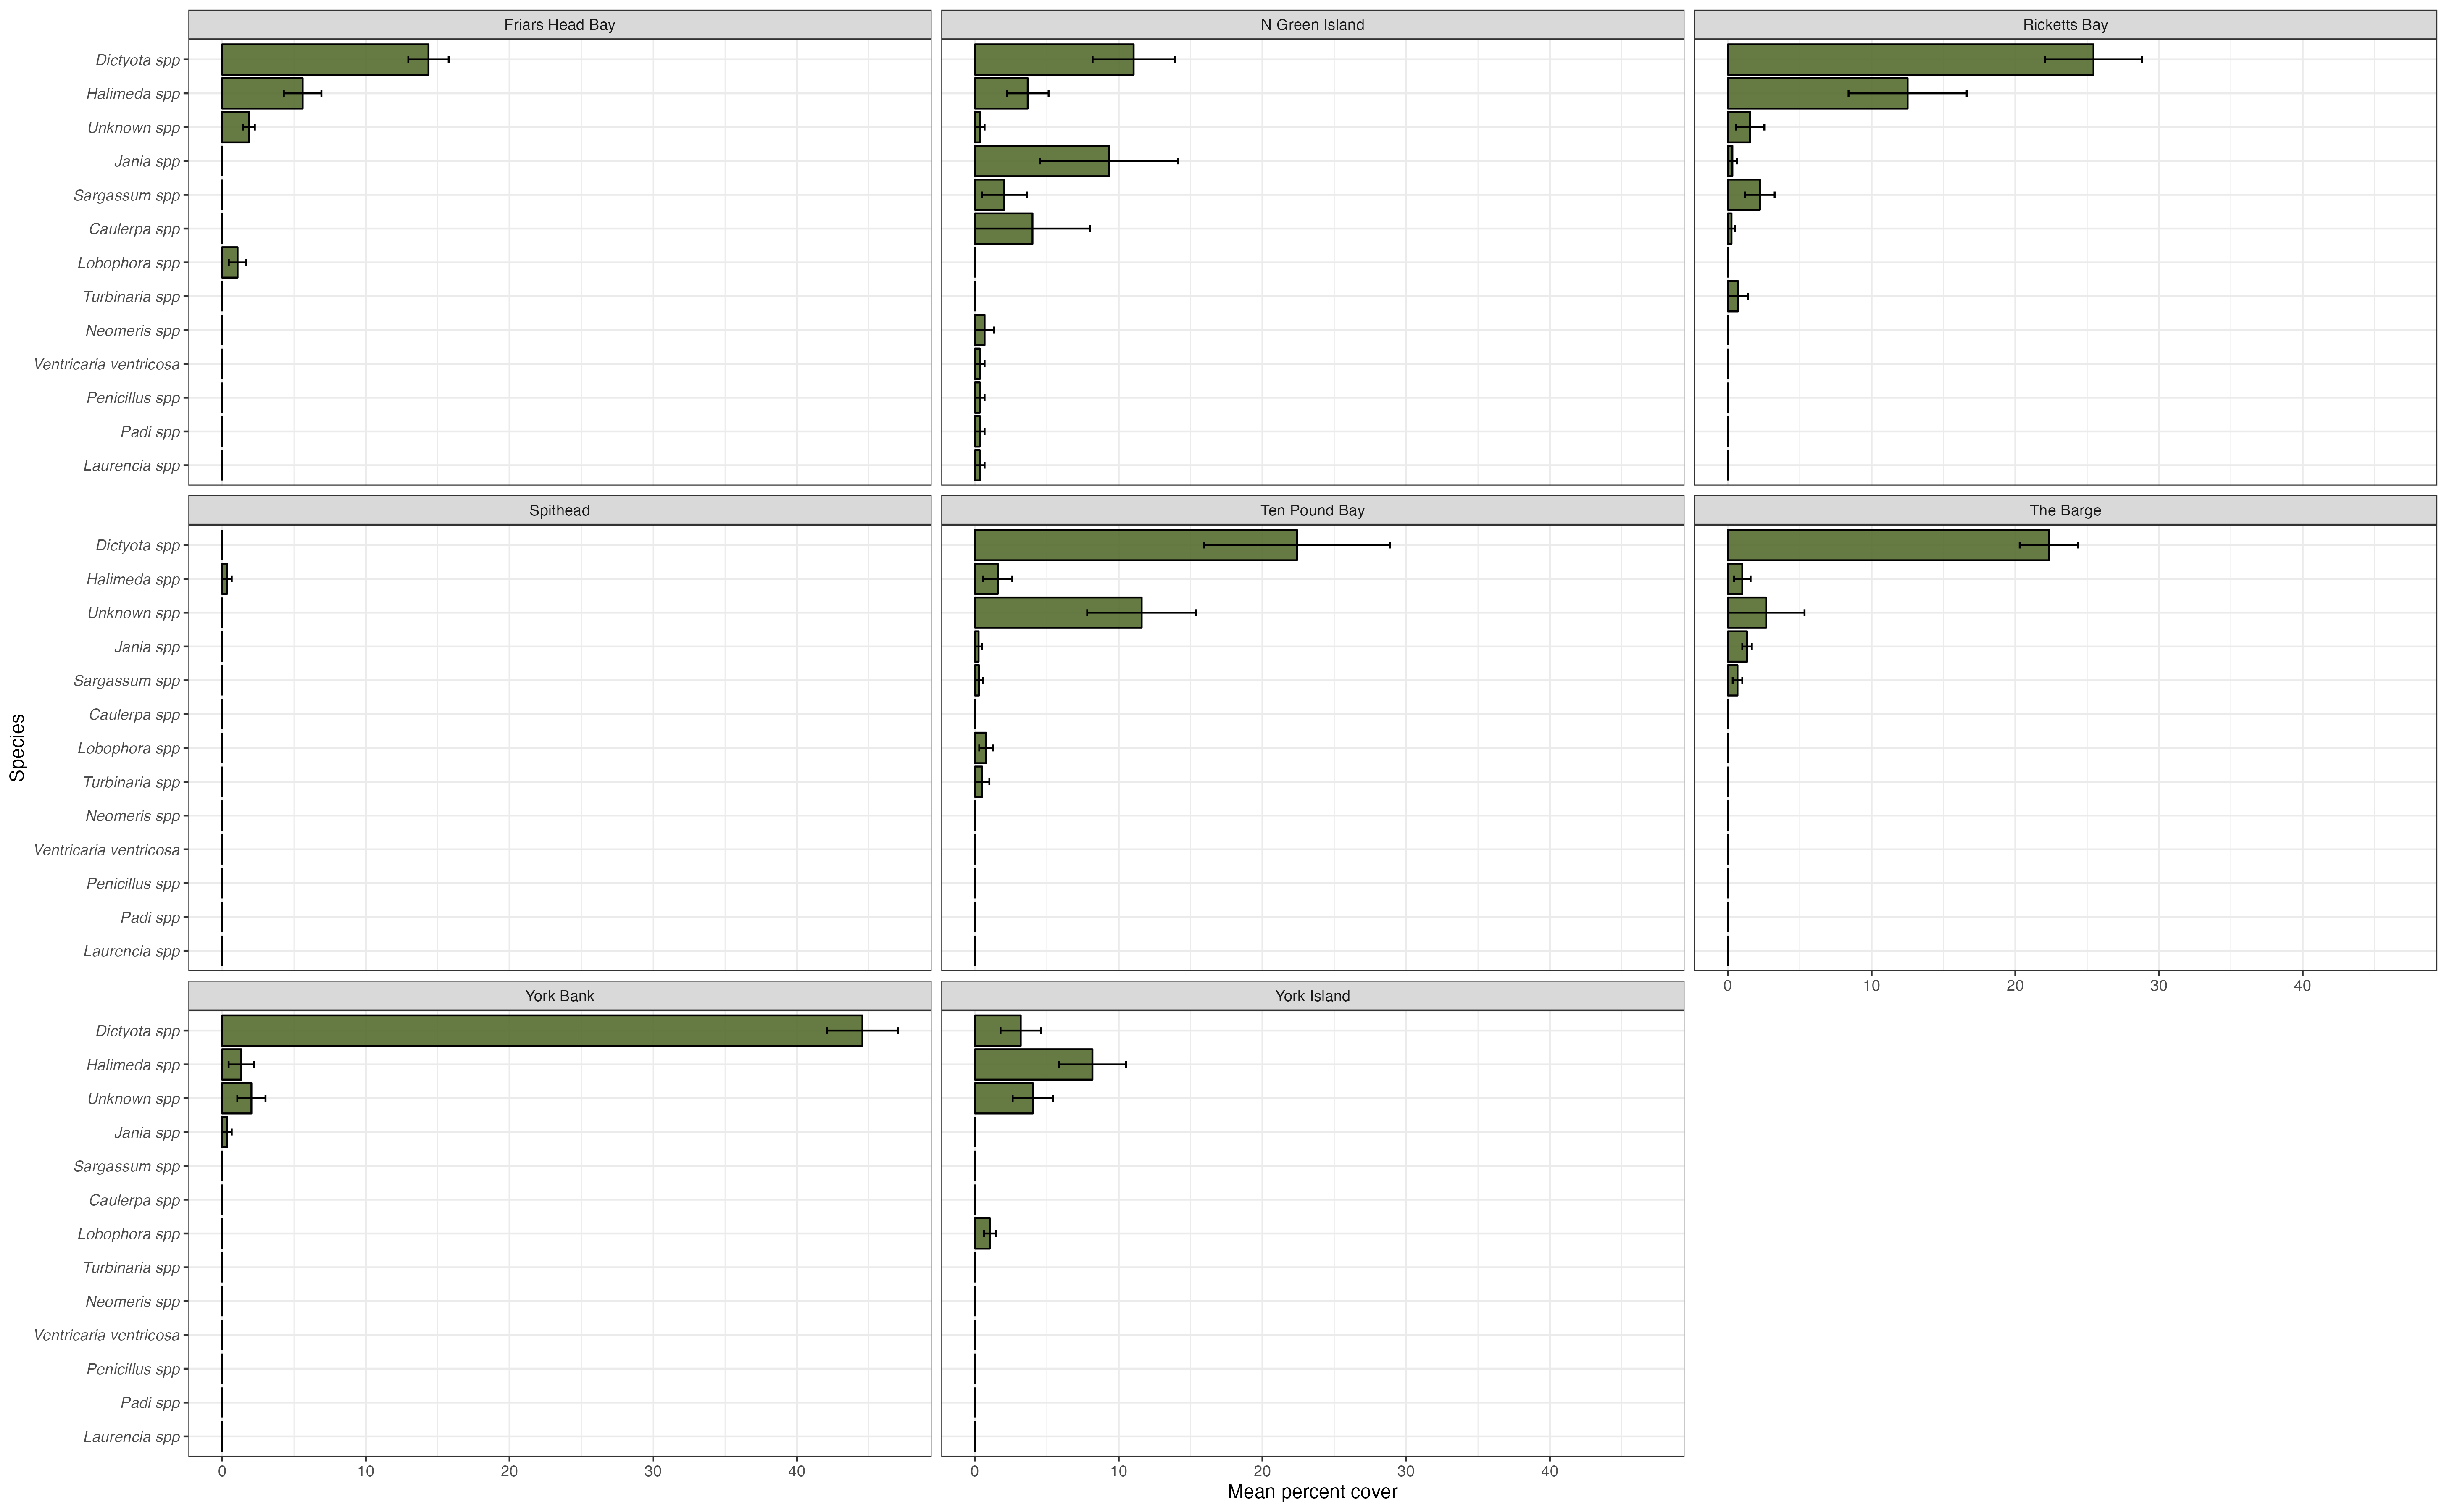 Friars Head Bay
N Green Island
Ricketts Bay
Dictyota spp
Halimeda spp
Unknown spp
Jania spp
Sargassum spp
Caulerpa spp
Lobophora spp
Turbinaria spp
Neomeris spp
Ventricaria ventricosa
Penicillus spp
Padi spp
Laurencia spp
Spithead
Ten Pound Bay
The Barge
Dictyota spp
Halimeda spp
Unknown spp
Jania spp
Sargassum spp
Caulerpa spp
Lobophora spp
Turbinaria spp
Neomeris spp
Ventricaria ventricosa
Penicillus spp
Padi spp
Laurencia spp
0 10 20 30 40
York Bank
York Island
Dictyota spp
Halimeda spp
Unknown spp
Jania spp
Sargassum spp
Caulerpa spp
Lobophora spp
Turbinaria spp
Neomeris spp
Ventricaria ventricosa
Penicillus spp
Padi spp
Laurencia spp
0 10 20 30 40
0 10 20 30 40
Mean percent cover
Species